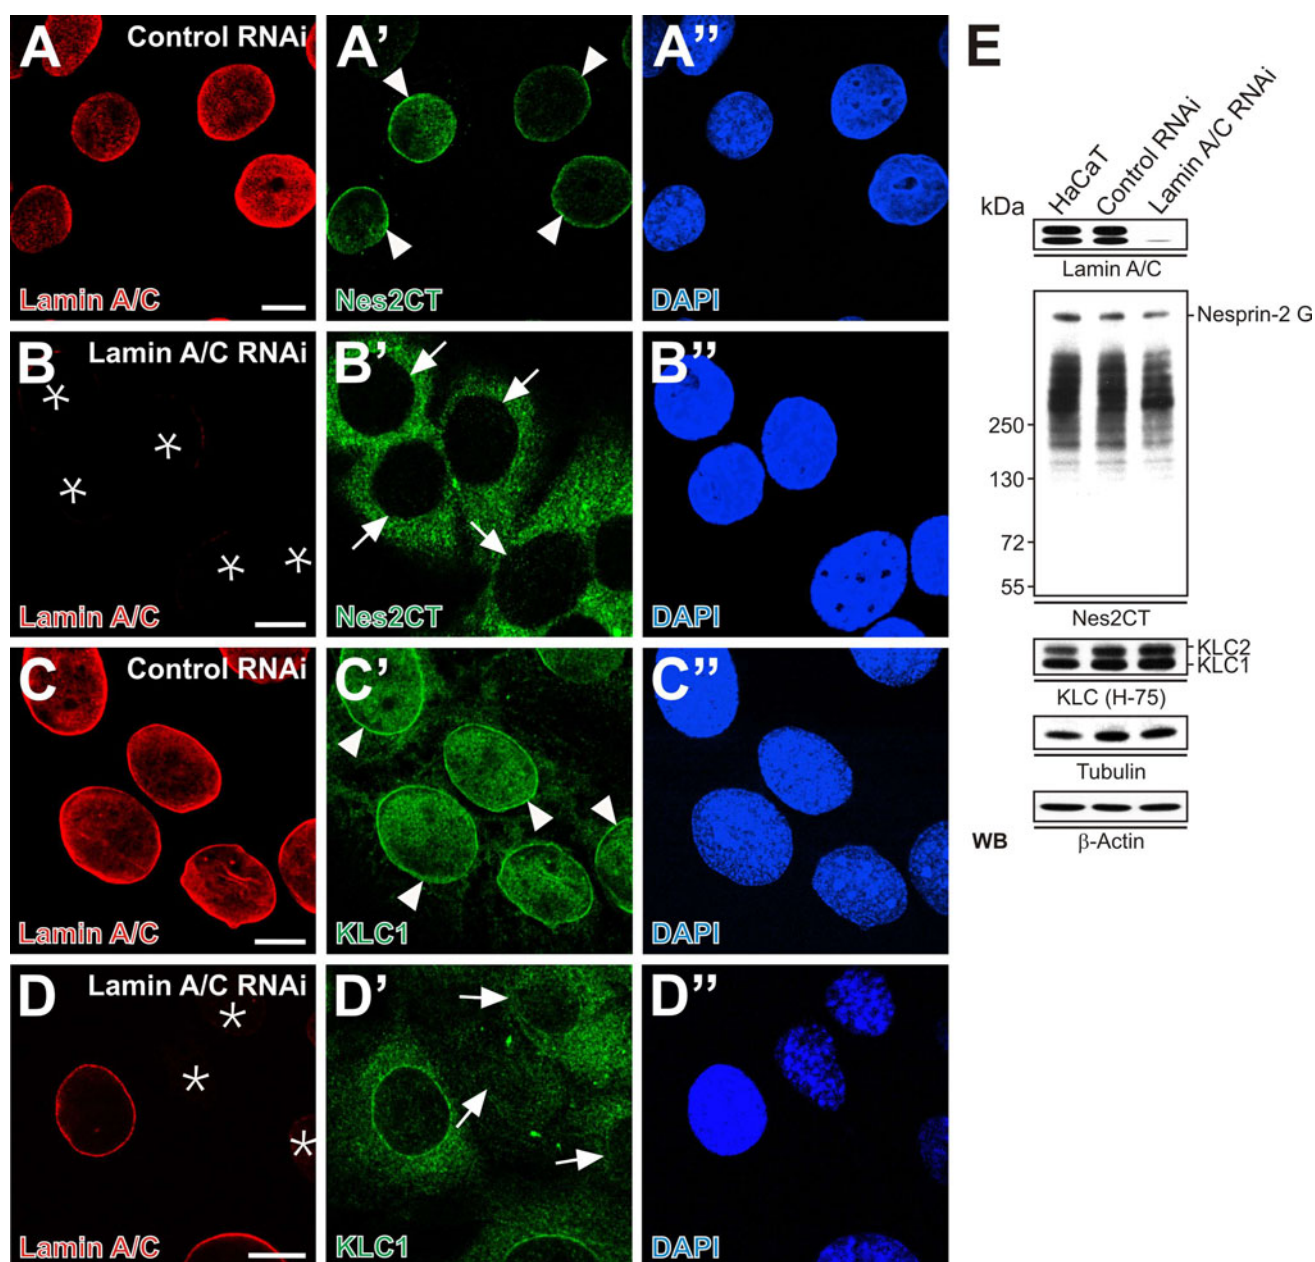 A Control RNAi
Lamin A/C
A’
Nes2CT
A’’
DAPI
B Lamin A/C RNAi
Lamin A/C
B’
Nes2CT
B’’
DAPI
C Control RNAi
Lamin A/C
C’
KLC1
C’’
DAPI
D Lamin A/C RNAi
Lamin A/C
D’
KLC1
D’’
DAPI
E
HaCaT
Control RNAi
Lamin A/C RNAi
kDa
Lamin A/C
Nesprin-2 G
250
130
72
55
Nes2CT
KLC2
KLC1
KLC (H-75)
Tubulin
WB
β-Actin